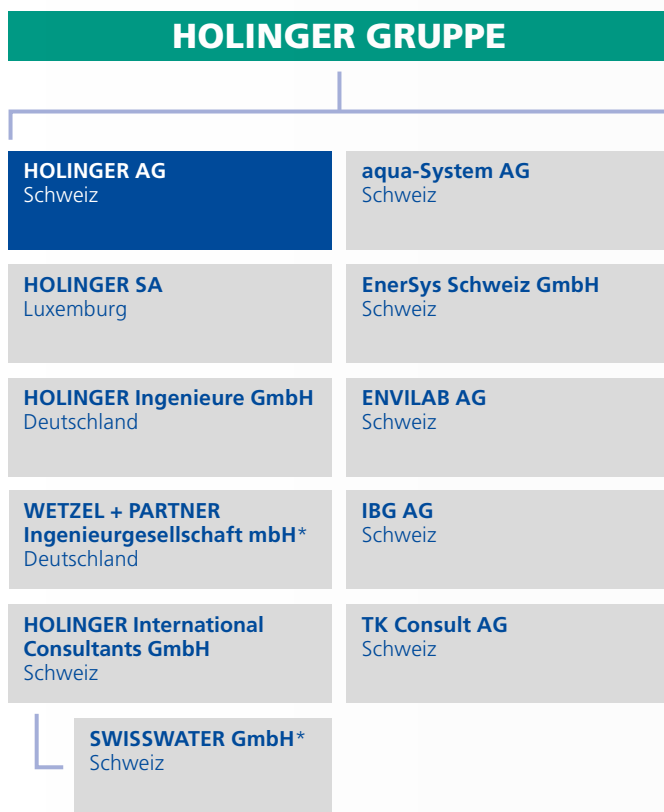 HOLINGER GRUPPE
HOLINGER AG
Schweiz
HOLINGER SA
Luxemburg
HOLINGER Ingenieure GmbH
Deutschland
WETZEL + PARTNER
Ingenieurgesellschaft mbH*
Deutschland
HOLINGER International
Consultants GmbH
Schweiz
SWISSWATER GmbH*
Schweiz
aqua-System AG
Schweiz
EnerSys Schweiz GmbH
Schweiz
ENVILAB AG
Schweiz
IBG AG
Schweiz
TK Consult AG
Schweiz